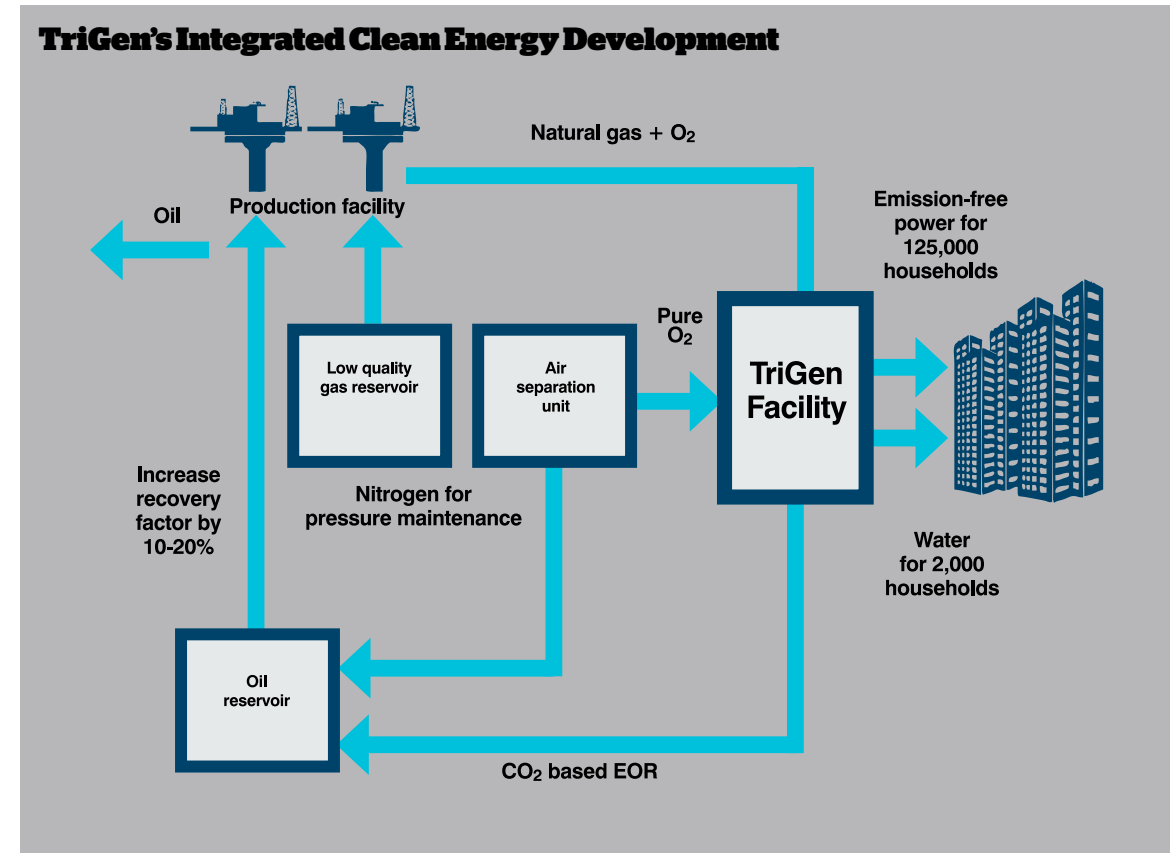 TriGen's Integrated Clean Energy Development
Natural gas + O₂
Production facility
Oil
Emission-free
power for
125,000
households
Pure
O₂
Low quality
gas reservoir
Air
separation
unit
TriGen
Facility
Increase
recovery
factor by
10-20%
Nitrogen for
pressure maintenance
Water
for 2,000
households
Oil
reservoir
CO₂ based EOR